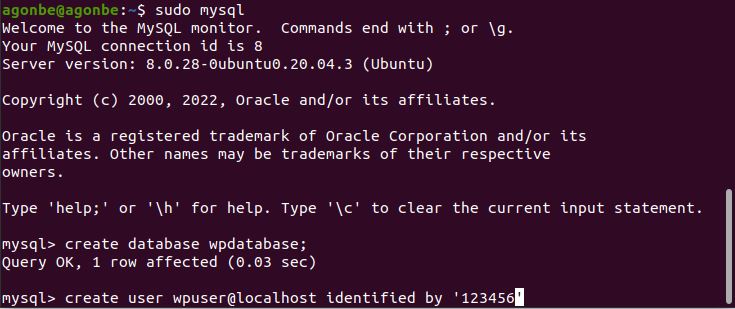 agonbe@agonbe:~$ sudo mysql
Welcome to the MySQL monitor.  Commands end with ; or \g.
Your MySQL connection id is 8
Server version: 8.0.28-0ubuntu0.20.04.3 (Ubuntu)

Copyright (c) 2000, 2022, Oracle and/or its affiliates.

Oracle is a registered trademark of Oracle Corporation and/or its
affiliates. Other names may be trademarks of their respective
owners.

Type 'help;' or '\h' for help. Type '\c' to clear the current input statement.

mysql> create database wpdatabase;
Query OK, 1 row affected (0.03 sec)

mysql> create user wpuser@localhost identified by '123456'